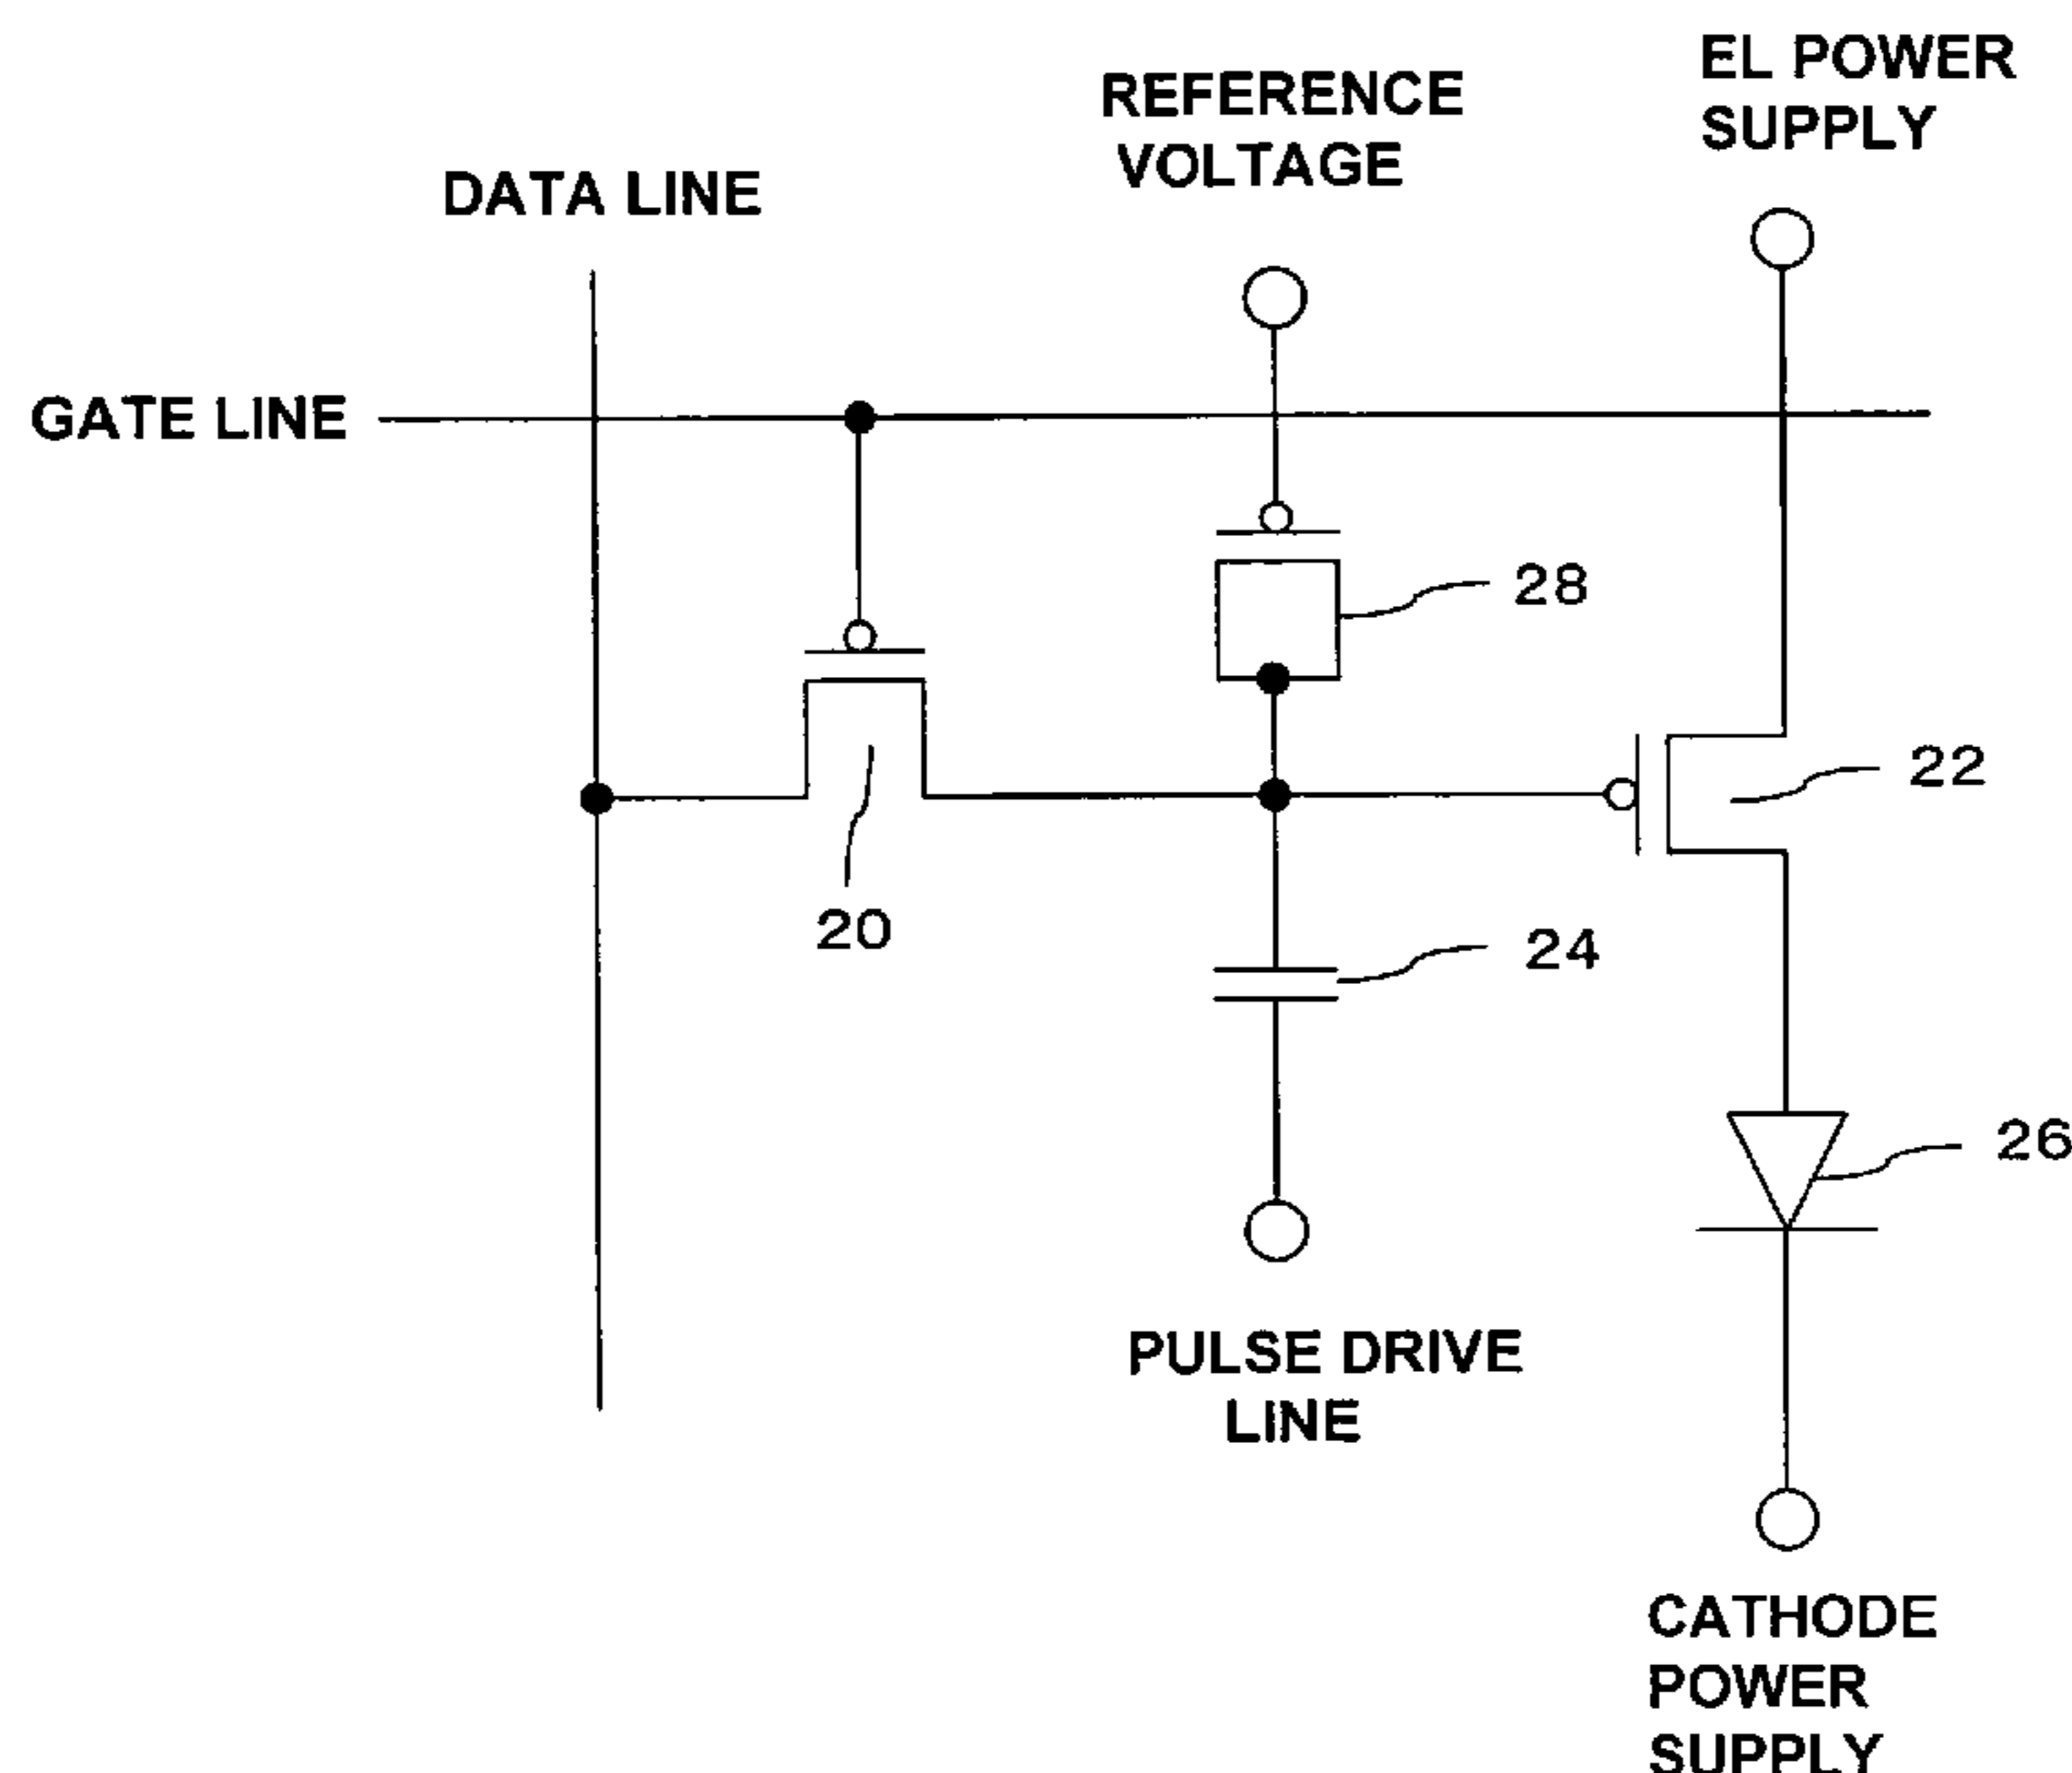 EL POWER
SUPPLY
REFERENCE
VOLTAGE
DATA LINE
GATE LINE
28
22
20
24
26
PULSE DRIVE
LINE
CATHODE
POWER
SUPPLY